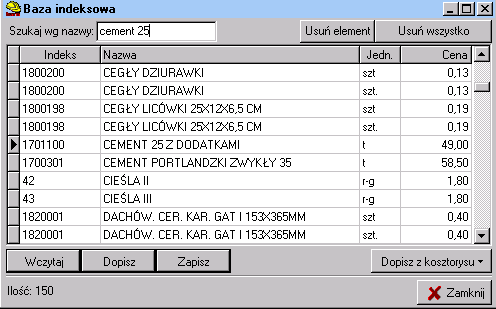 Baza indeksowa
Szukaj wg nazwy: cement 25 Usuń element Usuń wszystko
Indeks Nazwa Jedn. Cena
1800200 CEGŁY DZIURAWKI szt 0,13
1800200 CEGŁY DZIURAWKI szt. 0,13
1800198 CEGŁY LICÓWKI 25X12X6,5 CM szt 0,19
1800198 CEGŁY LICÓWKI 25X12X6,5 CM szt. 0,19
1701100 CEMENT 25 Z DODATKAMI t 49,00
1700301 CEMENT PORTLANDZKI ZWYKŁY 35 t 58,50
42 CIEŚLA II r-g 1,80
43 CIEŚLA III r-g 1,80
1820001 DACHÓW. CER. KAR. GAT I 153X365MM szt 0,40
1820001 DACHÓW. CER. KAR. GAT I 153X365MM szt. 0,40
Wczytaj Dopisz Zapisz Dopisz z kosztorysu
Ilość: 150 Zamknij